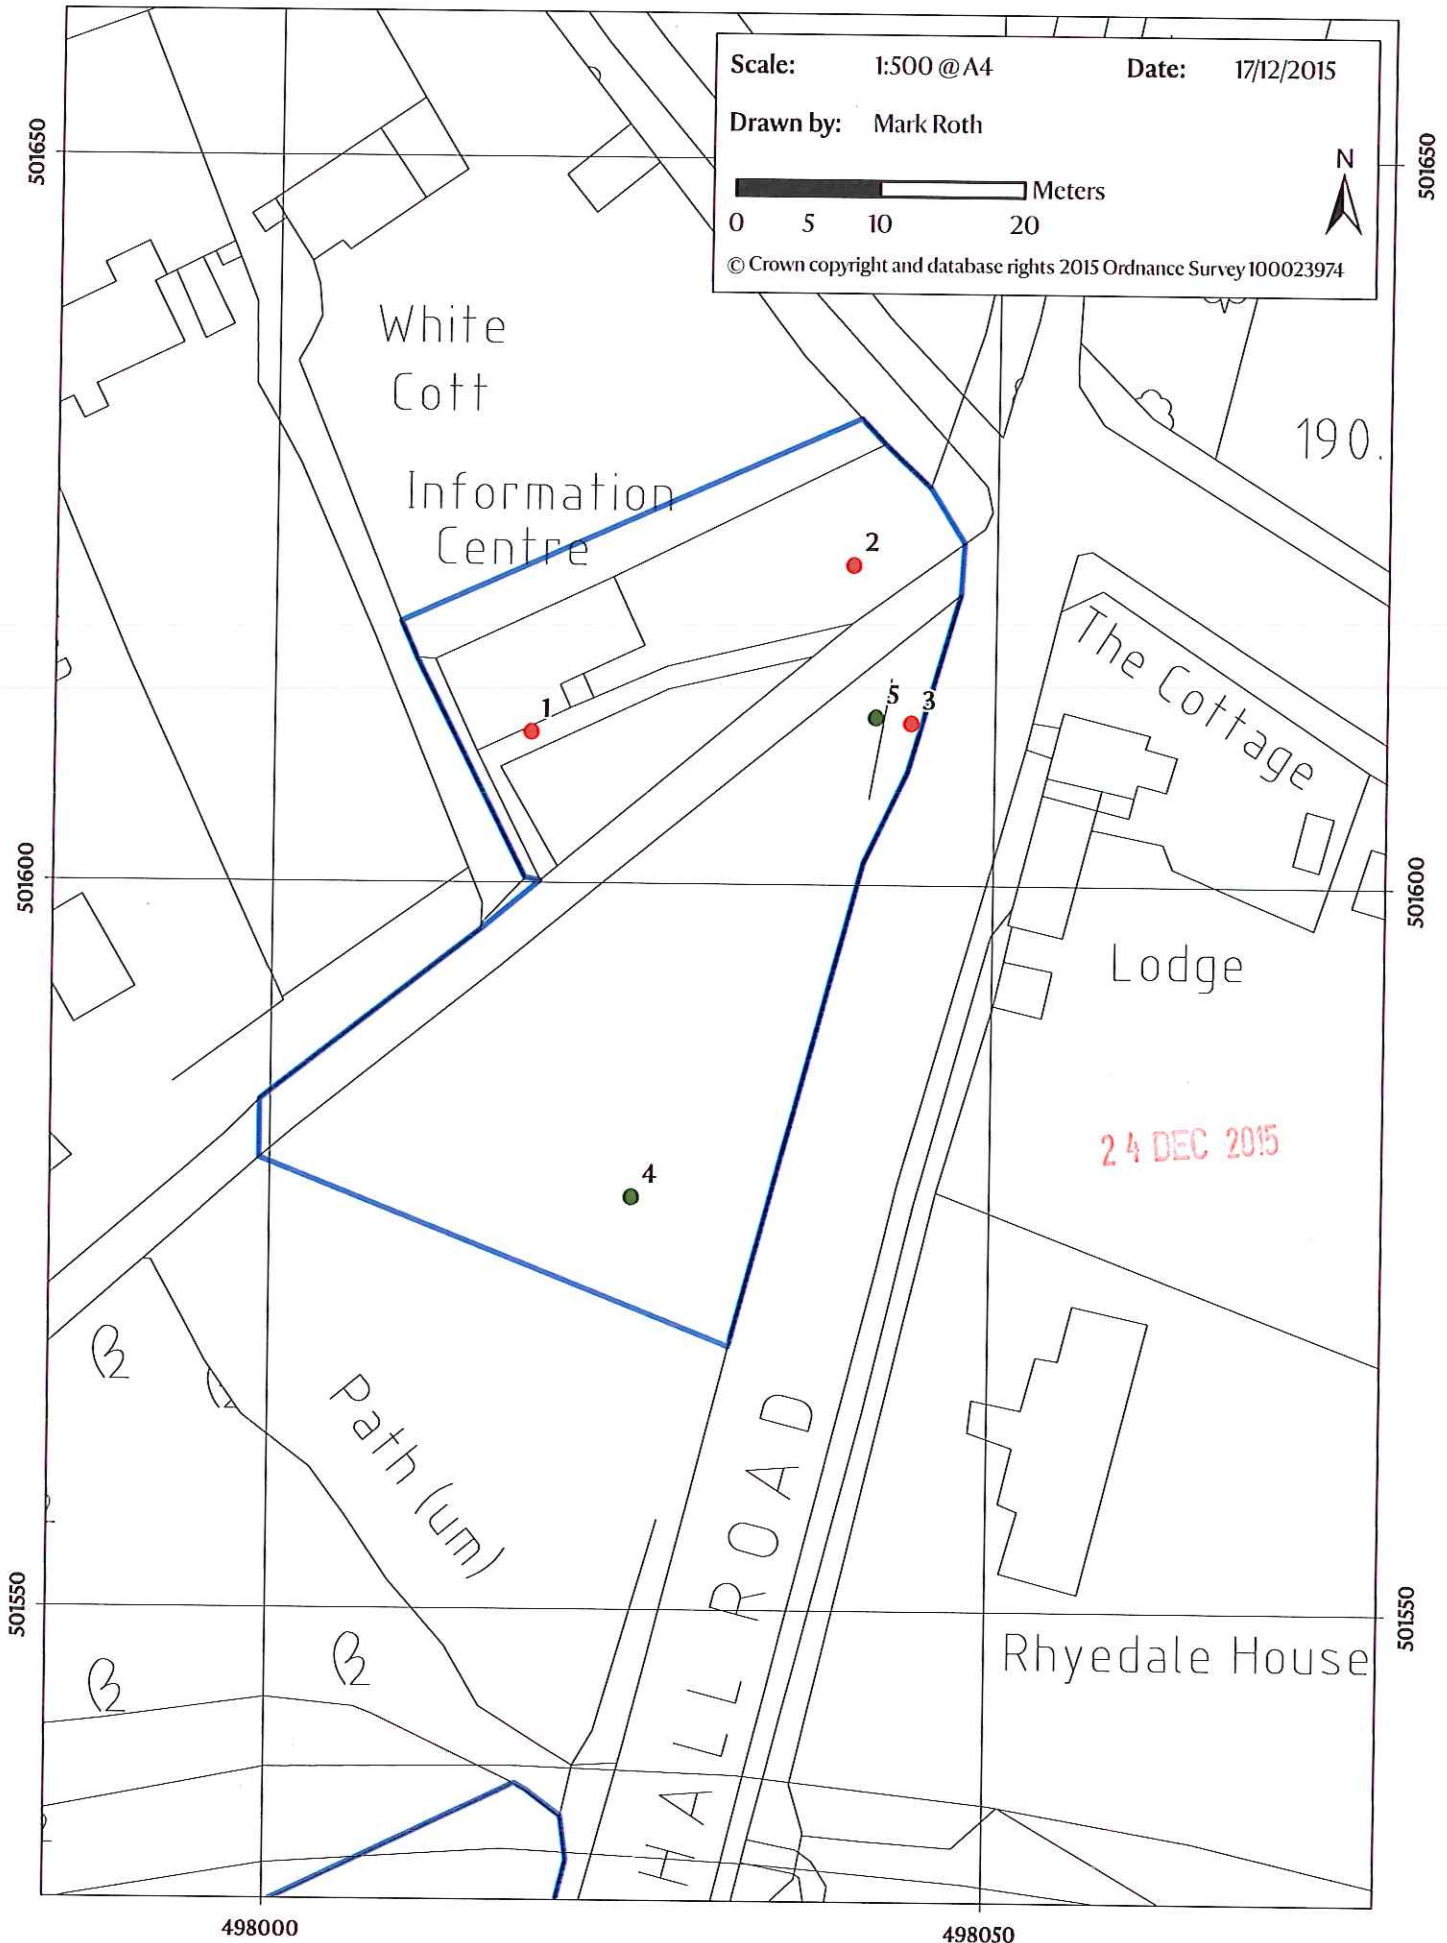 Scale: 1:500 @ A4 Date: 17/12/2015
Drawn by: Mark Roth
N
Meters
0 5 10 20
© Crown copyright and database rights 2015 Ordnance Survey 100023974
501650
501650
White
Cott
190.
Information
Centre
2
The Cottage
1
5
3
501600
501600
Lodge
24 DEC 2015
4
Path (um)
HALL ROAD
501550
501550
Rhyedale House
498000
498050